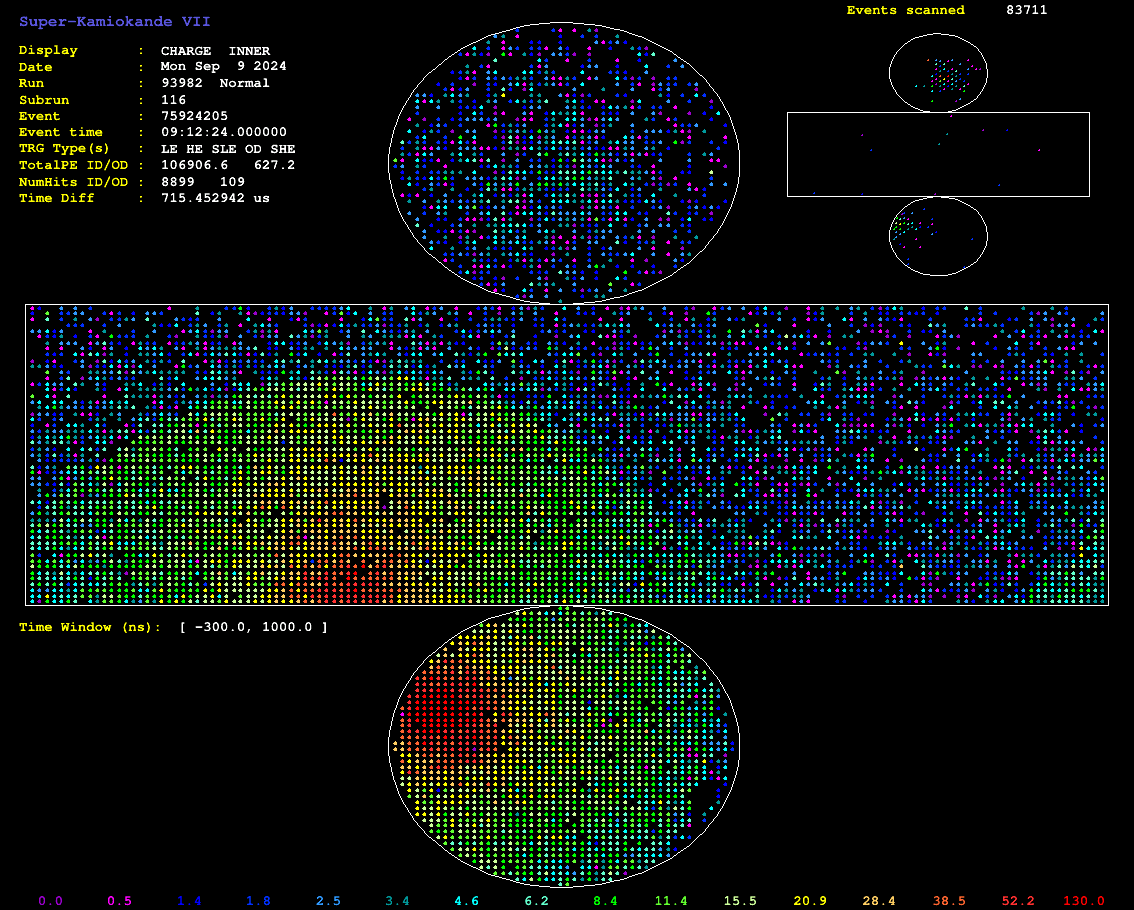 Super-Kamiokande VII
Events scanned 83711
Display : CHARGE INNER
Date : Mon Sep 9 2024
Run : 93982 Normal
Subrun : 116
Event : 75924205
Event time : 09:12:24.000000
TRG Type(s) : LE HE SLE OD SHE
TotalPE ID/OD : 106906.6 627.2
NumHits ID/OD : 8899 109
Time Diff : 715.452942 us
Time Window (ns): [ -300.0, 1000.0 ]
0.0 0.5 1.4 1.8 2.5 3.4 4.6 6.2 8.4 11.4 15.5 20.9 28.4 38.5 52.2 130.0